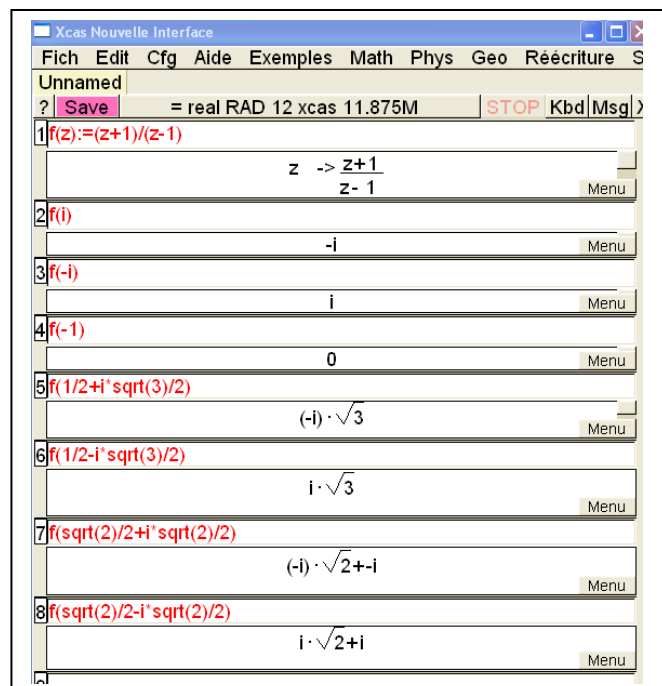 Xcas Nouvelle Interface
Fich Edit Cfg Aide Exemples Math Phys Geo Réécriture S
Unnamed
? Save = real RAD 12 xcas 11.875M STOP Kbd Msg X
1 f(z):=(z+1)/(z-1)
z -> z+1
z- 1
Menu
2 f(i)
-i
Menu
3 f(-i)
i
Menu
4 f(-1)
0
Menu
5 f(1/2+i*sqrt(3)/2)
(-i) · √3
Menu
6 f(1/2-i*sqrt(3)/2)
i · √3
Menu
7 f(sqrt(2)/2+i*sqrt(2)/2)
(-i) · √2+-i
Menu
8 f(sqrt(2)/2-i*sqrt(2)/2)
i · √2+i
Menu